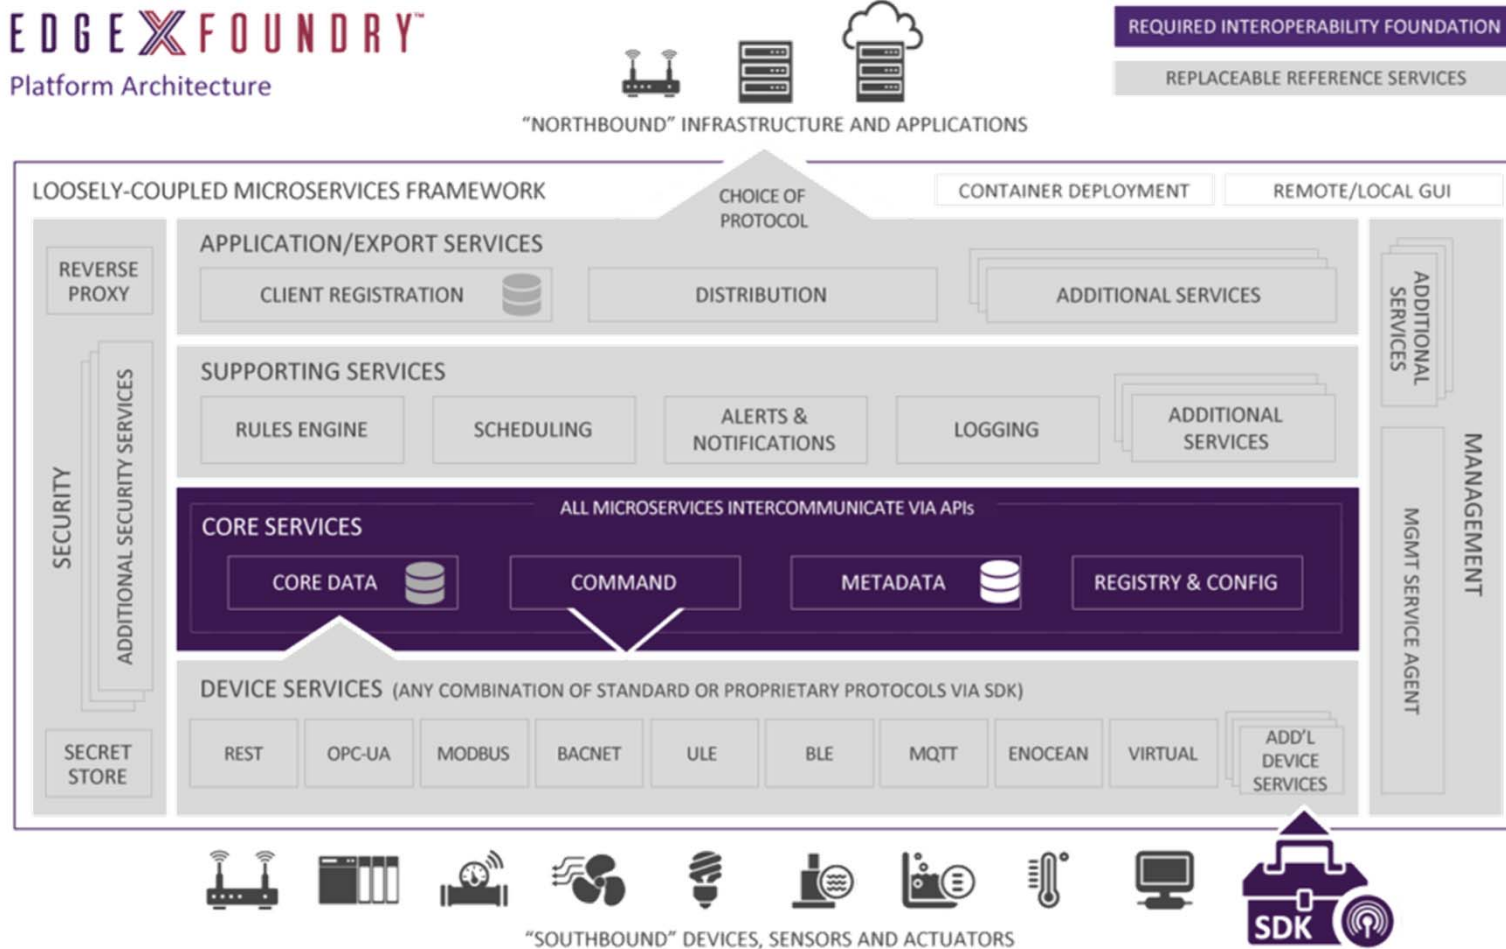 EDGE X FOUNDRY™
Platform Architecture
REQUIRED INTEROPERABILITY FOUNDATION
REPLACEABLE REFERENCE SERVICES
“NORTHBOUND” INFRASTRUCTURE AND APPLICATIONS
LOOSELY-COUPLED MICROSERVICES FRAMEWORK
CHOICE OF
PROTOCOL
CONTAINER DEPLOYMENT
REMOTE/LOCAL GUI
SECURITY
REVERSE
PROXY
ADDITIONAL SECURITY SERVICES
SECRET
STORE
APPLICATION/EXPORT SERVICES
CLIENT REGISTRATION
DISTRIBUTION
ADDITIONAL SERVICES
SUPPORTING SERVICES
RULES ENGINE
SCHEDULING
ALERTS &
NOTIFICATIONS
LOGGING
ADDITIONAL
SERVICES
ALL MICROSERVICES INTERCOMMUNICATE VIA APIs
CORE SERVICES
CORE DATA
COMMAND
METADATA
REGISTRY & CONFIG
DEVICE SERVICES (ANY COMBINATION OF STANDARD OR PROPRIETARY PROTOCOLS VIA SDK)
REST
OPC-UA
MODBUS
BACNET
ULE
BLE
MQTT
ENOCEAN
VIRTUAL
ADD’L
DEVICE
SERVICES
ADDITIONAL
SERVICES
MANAGEMENT
MGMT SERVICE AGENT
SDK
“SOUTHBOUND” DEVICES, SENSORS AND ACTUATORS